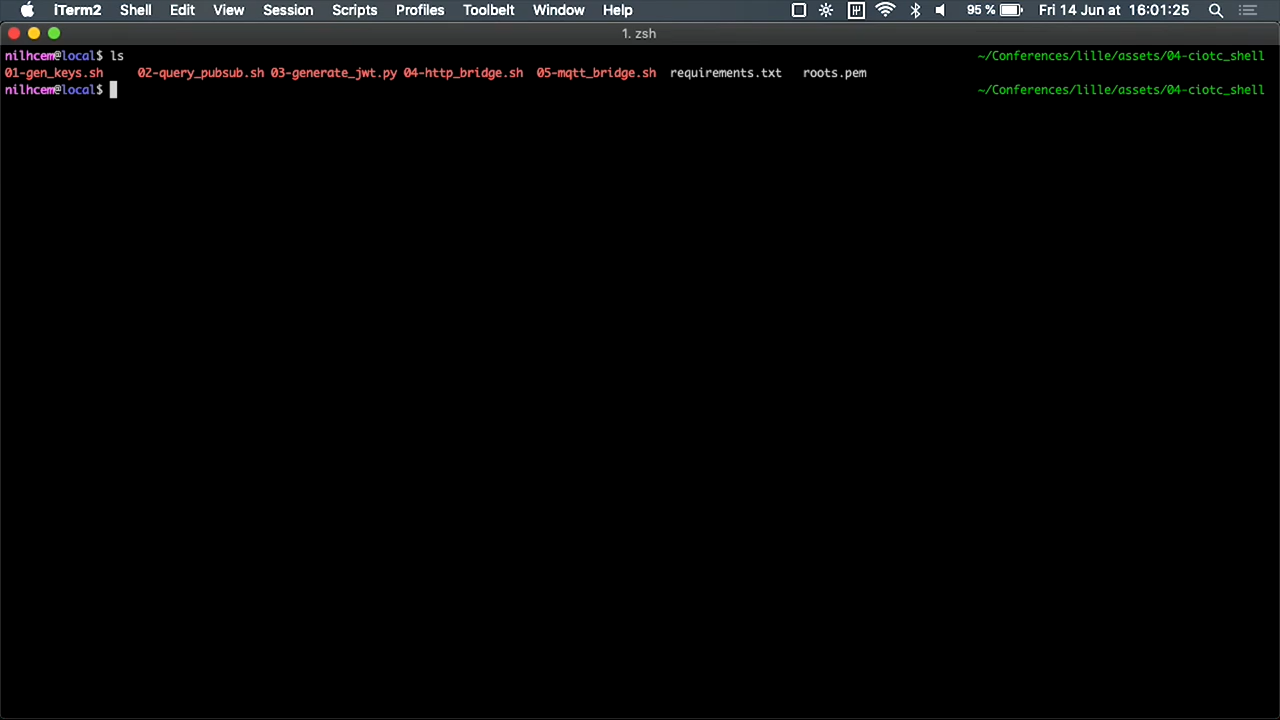 iTerm2 Shell Edit View Session Scripts Profiles Toolbelt Window Help 95 % Fri 14 Jun at 16:01:25
1. zsh
nilhcem@local$ ls ~/Conferences/lille/assets/04-ciotc_shell
01-gen_keys.sh 02-query_pubsub.sh 03-generate_jwt.py 04-http_bridge.sh 05-mqtt_bridge.sh requirements.txt roots.pem
nilhcem@local$ ~/Conferences/lille/assets/04-ciotc_shell